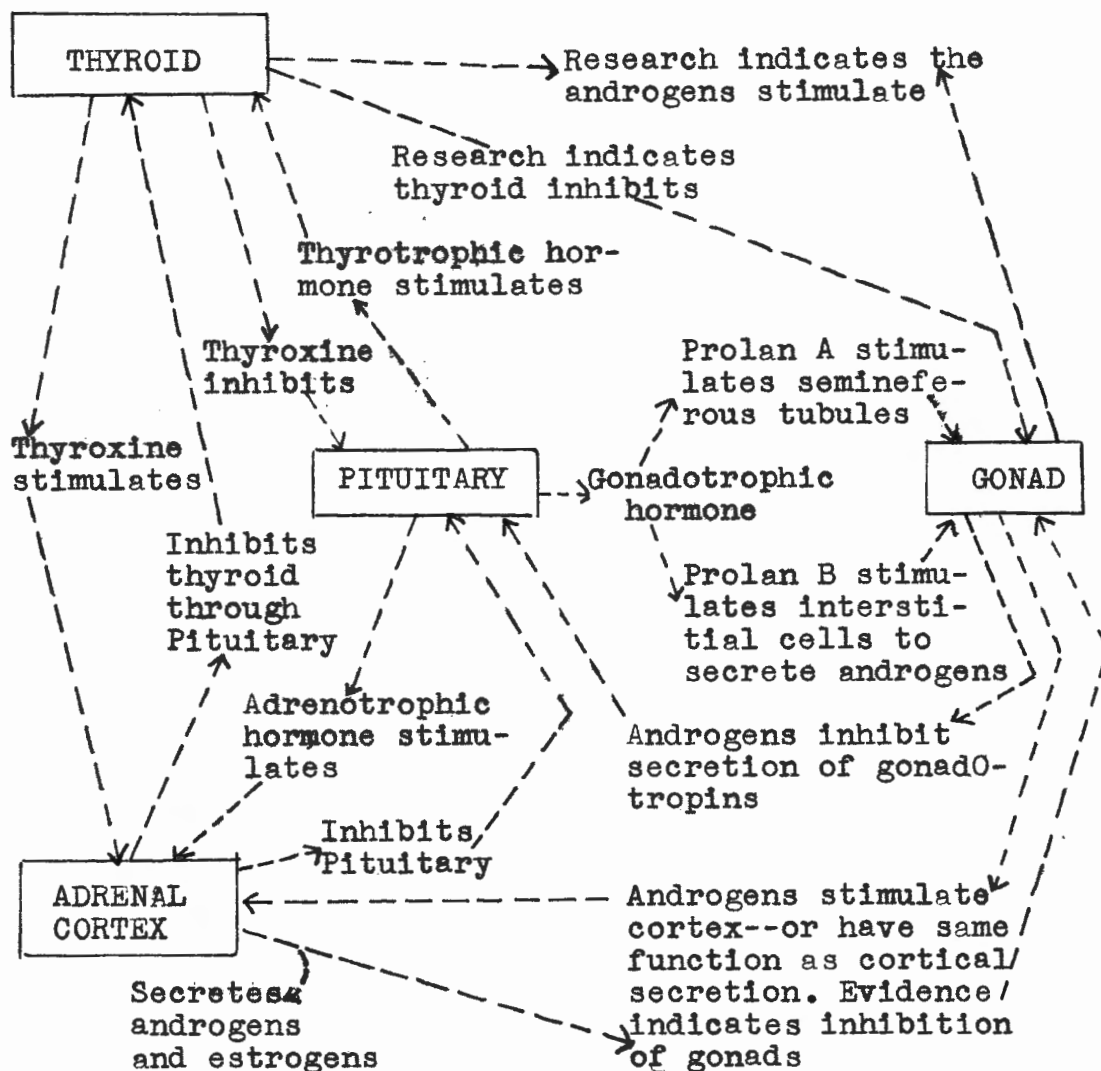 THYROID
Research indicates the
androgens stimulate
Research indicates
thyroid inhibits
Thyrotrophic hor-
mone stimulates
Thyroxine
inhibits
Prolan A stimu-
lates seminefe-
rous tubules
Thyroxine
stimulates
PITUITARY
Gonadotrophic
hormone
GONAD
Inhibits
thyroid
through
Pituitary
Prolan B stimu-
lates intersti-
tial cells to
secrete androgens
Adrenotrophic
hormone stimu-
lates
Androgens inhibit
secretion of gonadO-
tropins
Inhibits
Pituitary
ADRENAL
CORTEX
Androgens stimulate
cortex--or have same
function as cortical
secretion. Evidence
indicates inhibition
of gonads
Secretes
androgens
and estrogens